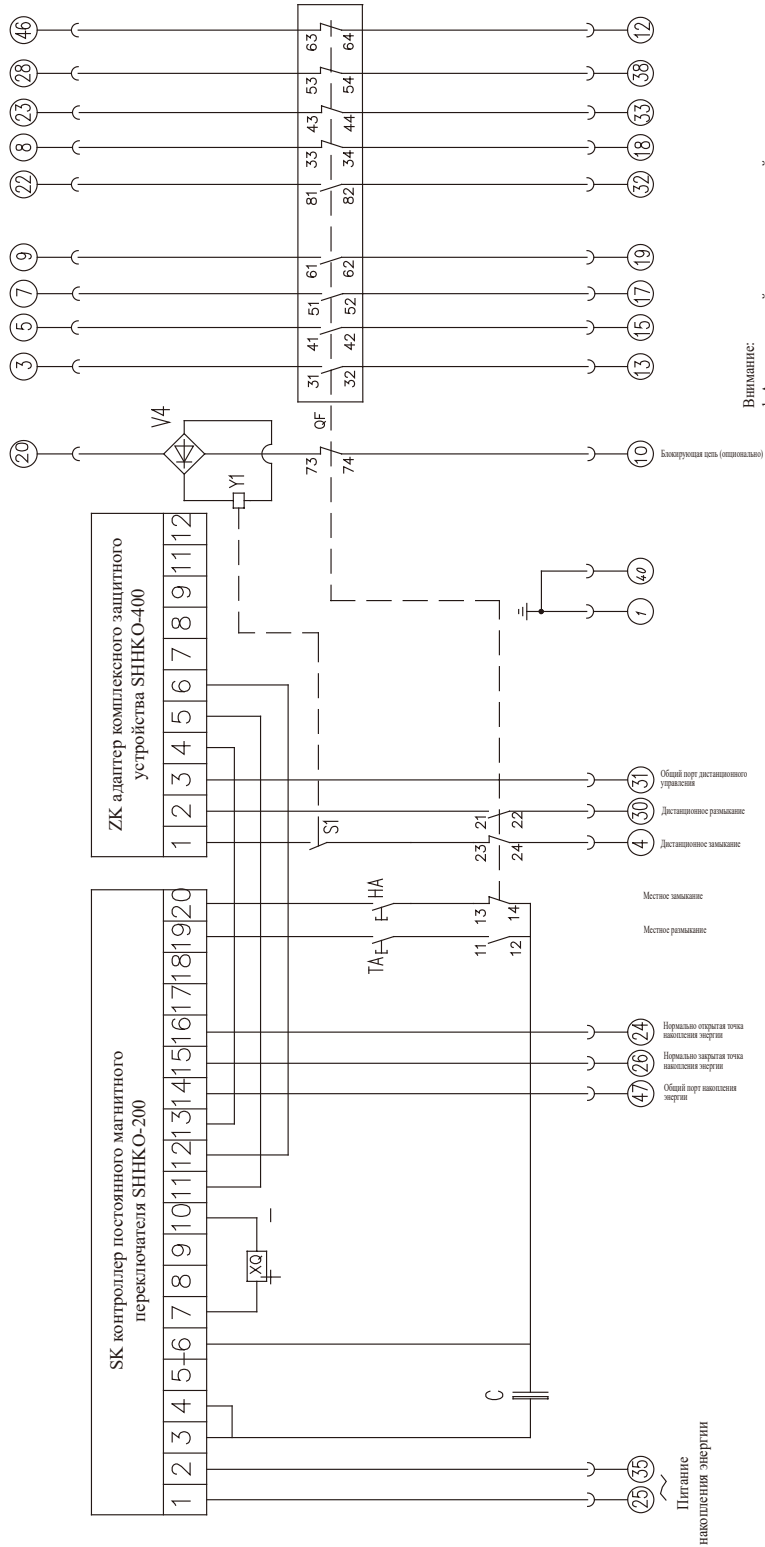 46
28
23
8
22
9
7
5
3
20
63
64
53
54
43
44
33
34
81
82
61
62
51
52
41
42
31
32
QF
73
74
V4
Y1
12
38
33
18
32
19
17
15
13
10
Блокирующая цепь (опционально)
Внимание:
ZK адаптер комплексного защитного
устройства SHHKO-400
1 2 3 4 5 6 7 8 9 11 12
S1
21
22
23
24
1
40
31
Общий порт дистанционного
управления
30
Дистанционное размыкание
4
Дистанционное замыкание
SK контроллер постоянного магнитного
переключателя SHHKO-200
1 2 3 4 5 6 7 8 9 10 11 12 13 14 15 16 17 18 19 20
HA
TA
13
14
11
12
Местное замыкание
Местное размыкание
XQ
+
−
C
24
Нормально открытая точка
накопления энергии
26
Нормально закрытая точка
накопления энергии
47
Общий порт накопления
энергии
25
35
~
Питание
накопления энергии